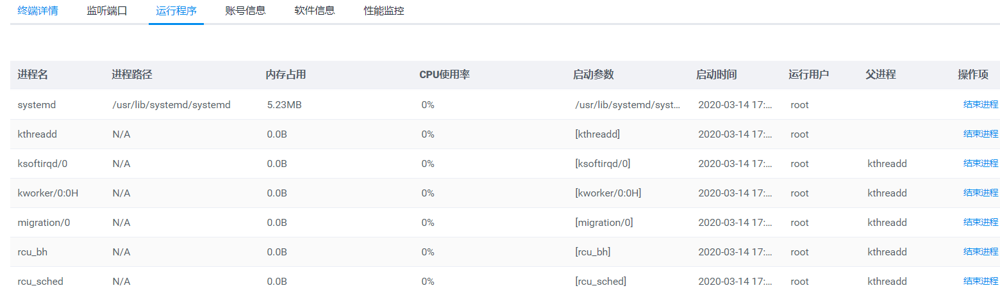 终端详情 监听端口 运行程序 账号信息 软件信息 性能监控
进程名 进程路径 内存占用 CPU使用率 启动参数 启动时间 运行用户 父进程 操作项
systemd /usr/lib/systemd/systemd 5.23MB 0% /usr/lib/systemd/syst... 2020-03-14 17:... root 结束进程
kthreadd N/A 0.0B 0% [kthreadd] 2020-03-14 17:... root 结束进程
ksoftirqd/0 N/A 0.0B 0% [ksoftirqd/0] 2020-03-14 17:... root kthreadd 结束进程
kworker/0:0H N/A 0.0B 0% [kworker/0:0H] 2020-03-14 17:... root kthreadd 结束进程
migration/0 N/A 0.0B 0% [migration/0] 2020-03-14 17:... root kthreadd 结束进程
rcu_bh N/A 0.0B 0% [rcu_bh] 2020-03-14 17:... root kthreadd 结束进程
rcu_sched N/A 0.0B 0% [rcu_sched] 2020-03-14 17:... root kthreadd 结束进程